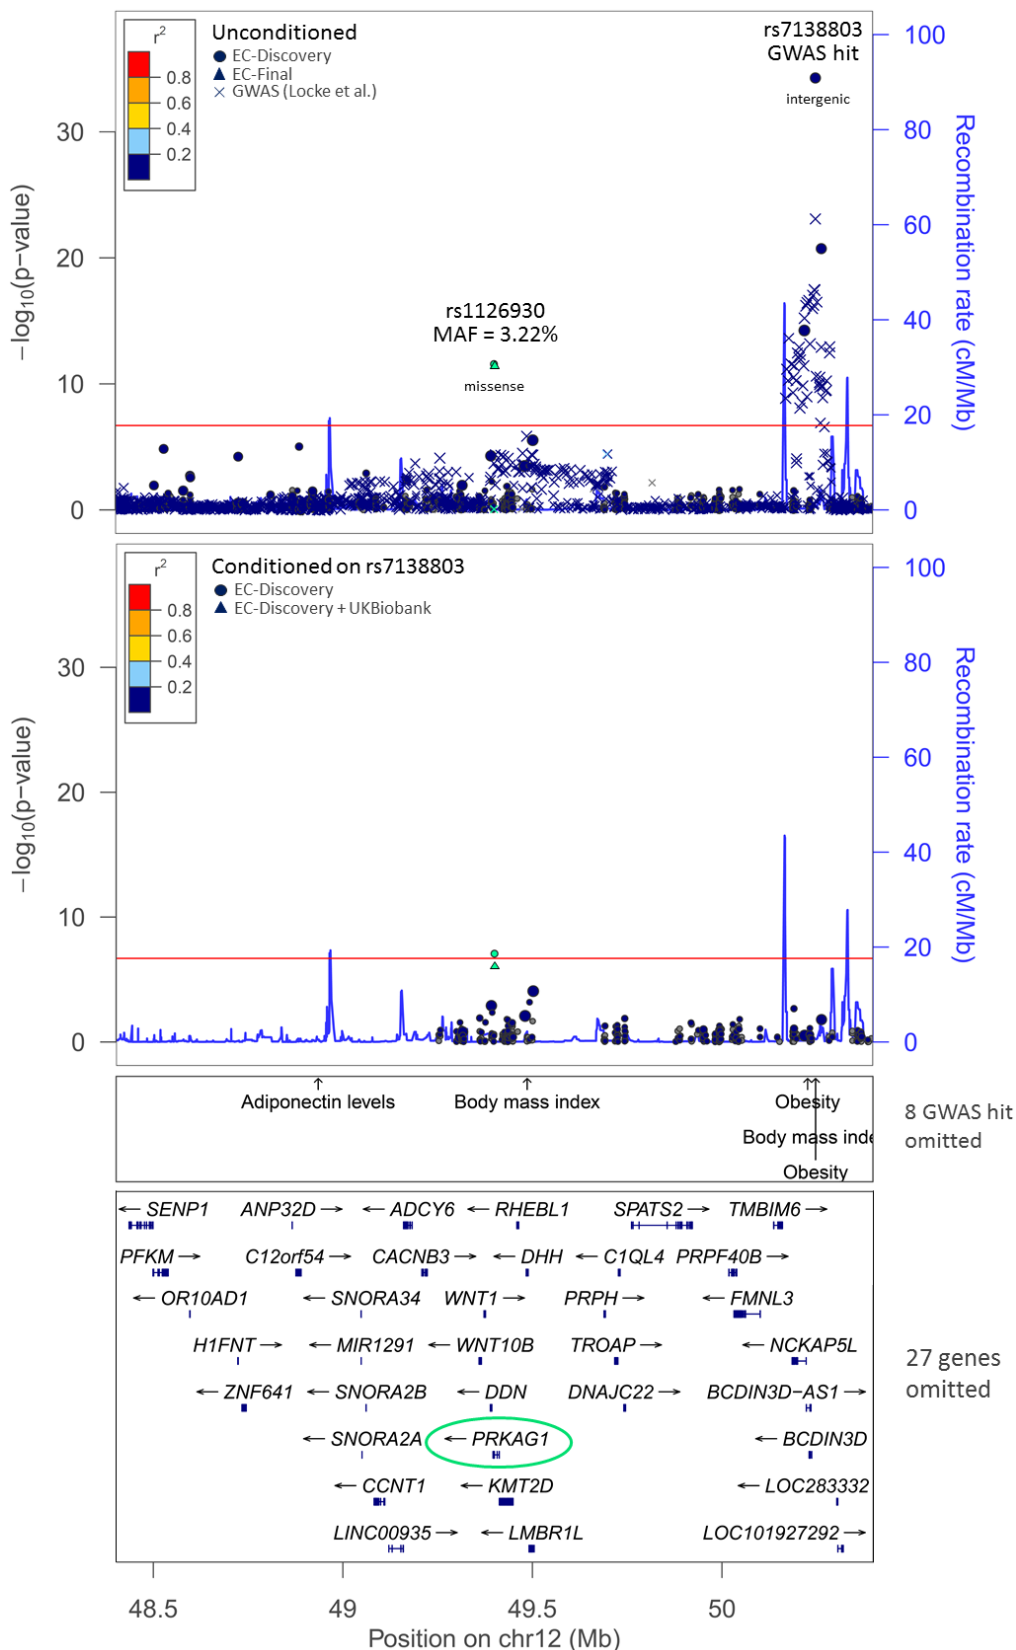 r²
0.8
0.6
0.4
0.2
Unconditioned
EC-Discovery
EC-Final
GWAS (Locke et al.)
rs7138803
GWAS hit
intergenic
rs1126930
MAF = 3.22%
missense
−log₁₀(p−value)
30
20
10
0
100
80
60
40
20
0
Recombination rate (cM/Mb)
r²
0.8
0.6
0.4
0.2
Conditioned on rs7138803
EC-Discovery
EC-Discovery + UKBiobank
−log₁₀(p−value)
30
20
10
0
100
80
60
40
20
0
Recombination rate (cM/Mb)
Adiponectin levels
Body mass index
Obesity
Body mass inde
Obesity
8 GWAS hit
omitted
← SENP1 ANP32D → ← ADCY6 ← RHEBL1 SPATS2 → TMBIM6 →
PFKM → C12orf54 → CACNB3 → ← DHH ← C1QL4 PRPF40B →
← OR10AD1 ← SNORA34 WNT1 → PRPH → ← FMNL3
H1FNT → ← MIR1291 ← WNT10B TROAP → ← NCKAP5L
← ZNF641 ← SNORA2B ← DDN DNAJC22 → BCDIN3D−AS1 →
← SNORA2A ← PRKAG1 ← BCDIN3D
← CCNT1 ← KMT2D ← LOC283332
LINC00935 → ← LMBR1L LOC101927292 →
27 genes
omitted
48.5 49 49.5 50
Position on chr12 (Mb)